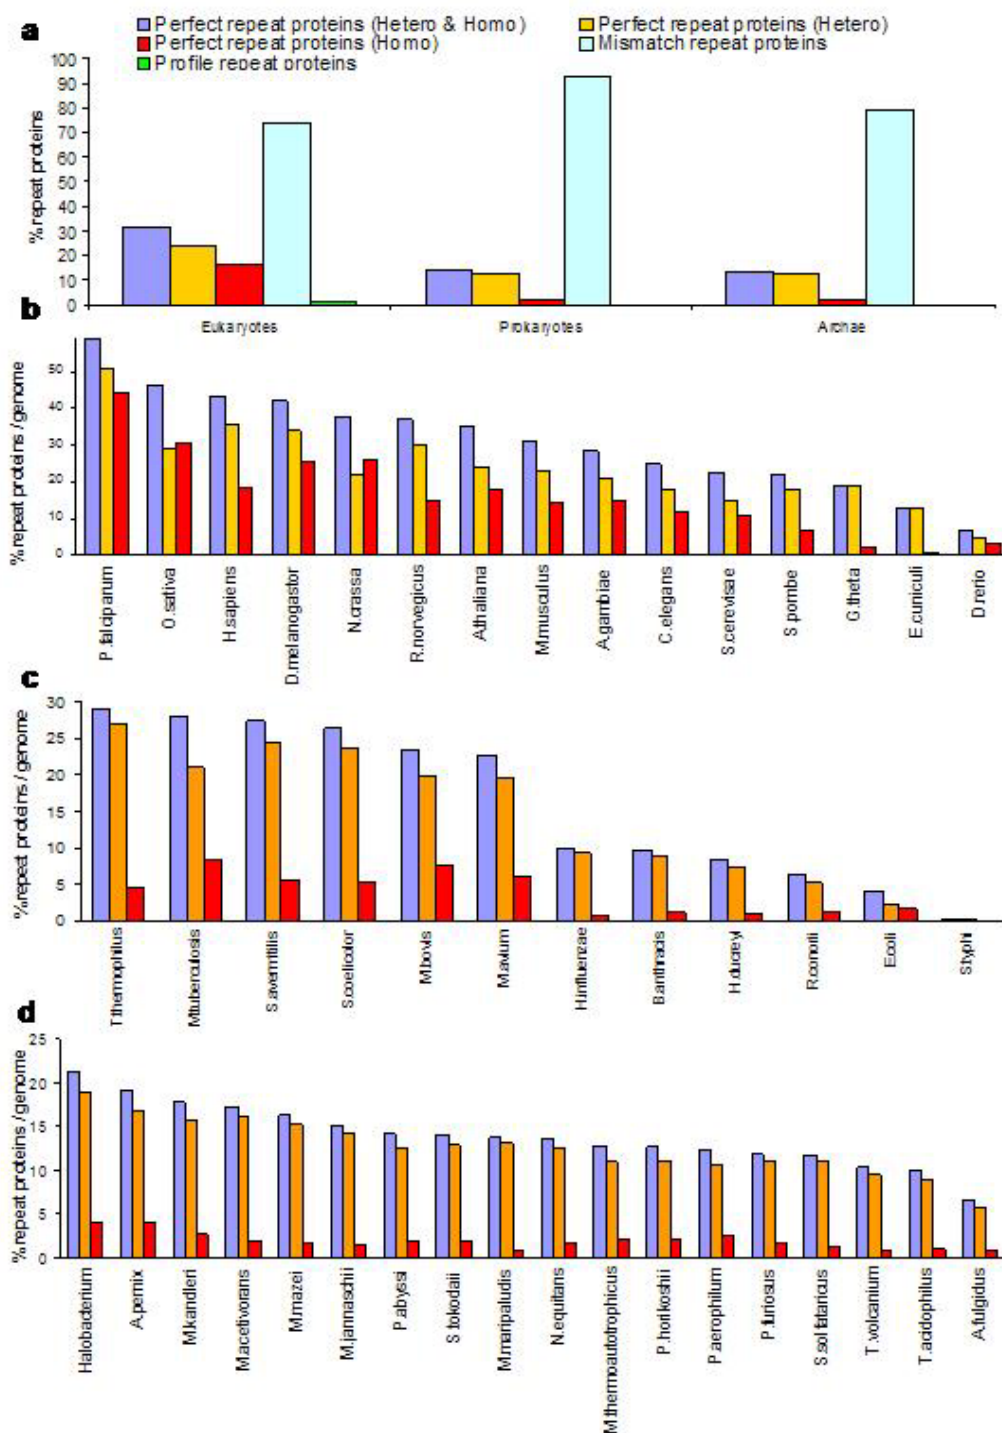 a
Perfect repeat proteins (Hetero & Homo)
Perfect repeat proteins (Hetero)
Perfect repeat proteins (Homo)
Mismatch repeat proteins
Profile repeat proteins
% repeat proteins
100
90
80
70
60
50
40
30
20
10
0
Eukaryotes
Prokaryotes
Archae
b
% repeat proteins / genome
50
40
30
20
10
0
P.falciparum
O.sativa
H.sapiens
D.melanogastor
N.crassa
R.norvegicus
A.thaliana
M.musculus
A.gambiae
C.elegans
S.cerevisae
S.pombe
G.theta
E.cuniculi
D.rerio
c
% repeat proteins / genome
30
25
20
15
10
5
0
T.thermophilus
M.tuberculosis
S.avermitilis
S.coelicolor
M.bovis
M.avium
H.influenzae
B.anthracis
H.ducreyi
R.conorii
E.coli
S.typhi
d
% repeat proteins / genome
25
20
15
10
5
0
Halobacterium
A.pernix
M.kandleri
M.acetivorans
M.mazei
M.jannaschii
P.abyssi
S.tokodaii
M.maripaludis
N.equitans
M.thermoautotrophicus
P.horikoshii
P.aerophilum
P.furiosus
S.solfataricus
T.volcanium
T.acidophilus
A.fulgidus